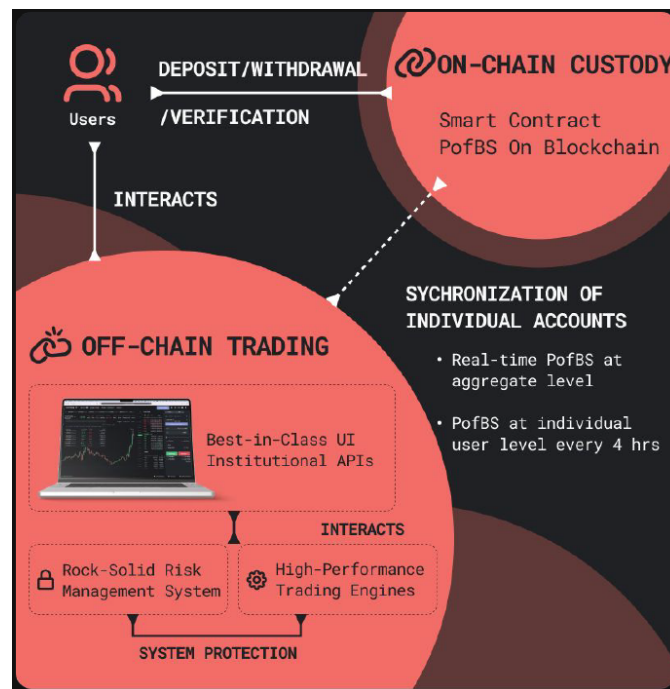 DEPOSIT/WITHDRAWAL
/VERIFICATION
Users
ON-CHAIN CUSTODY
Smart Contract
PofBS On Blockchain
INTERACTS
SYCHRONIZATION OF
INDIVIDUAL ACCOUNTS
• Real-time PofBS at
aggregate level
• PofBS at individual
user level every 4 hrs
OFF-CHAIN TRADING
Best-in-Class UI
Institutional APIs
INTERACTS
Rock-Solid Risk
Management System
High-Performance
Trading Engines
SYSTEM PROTECTION